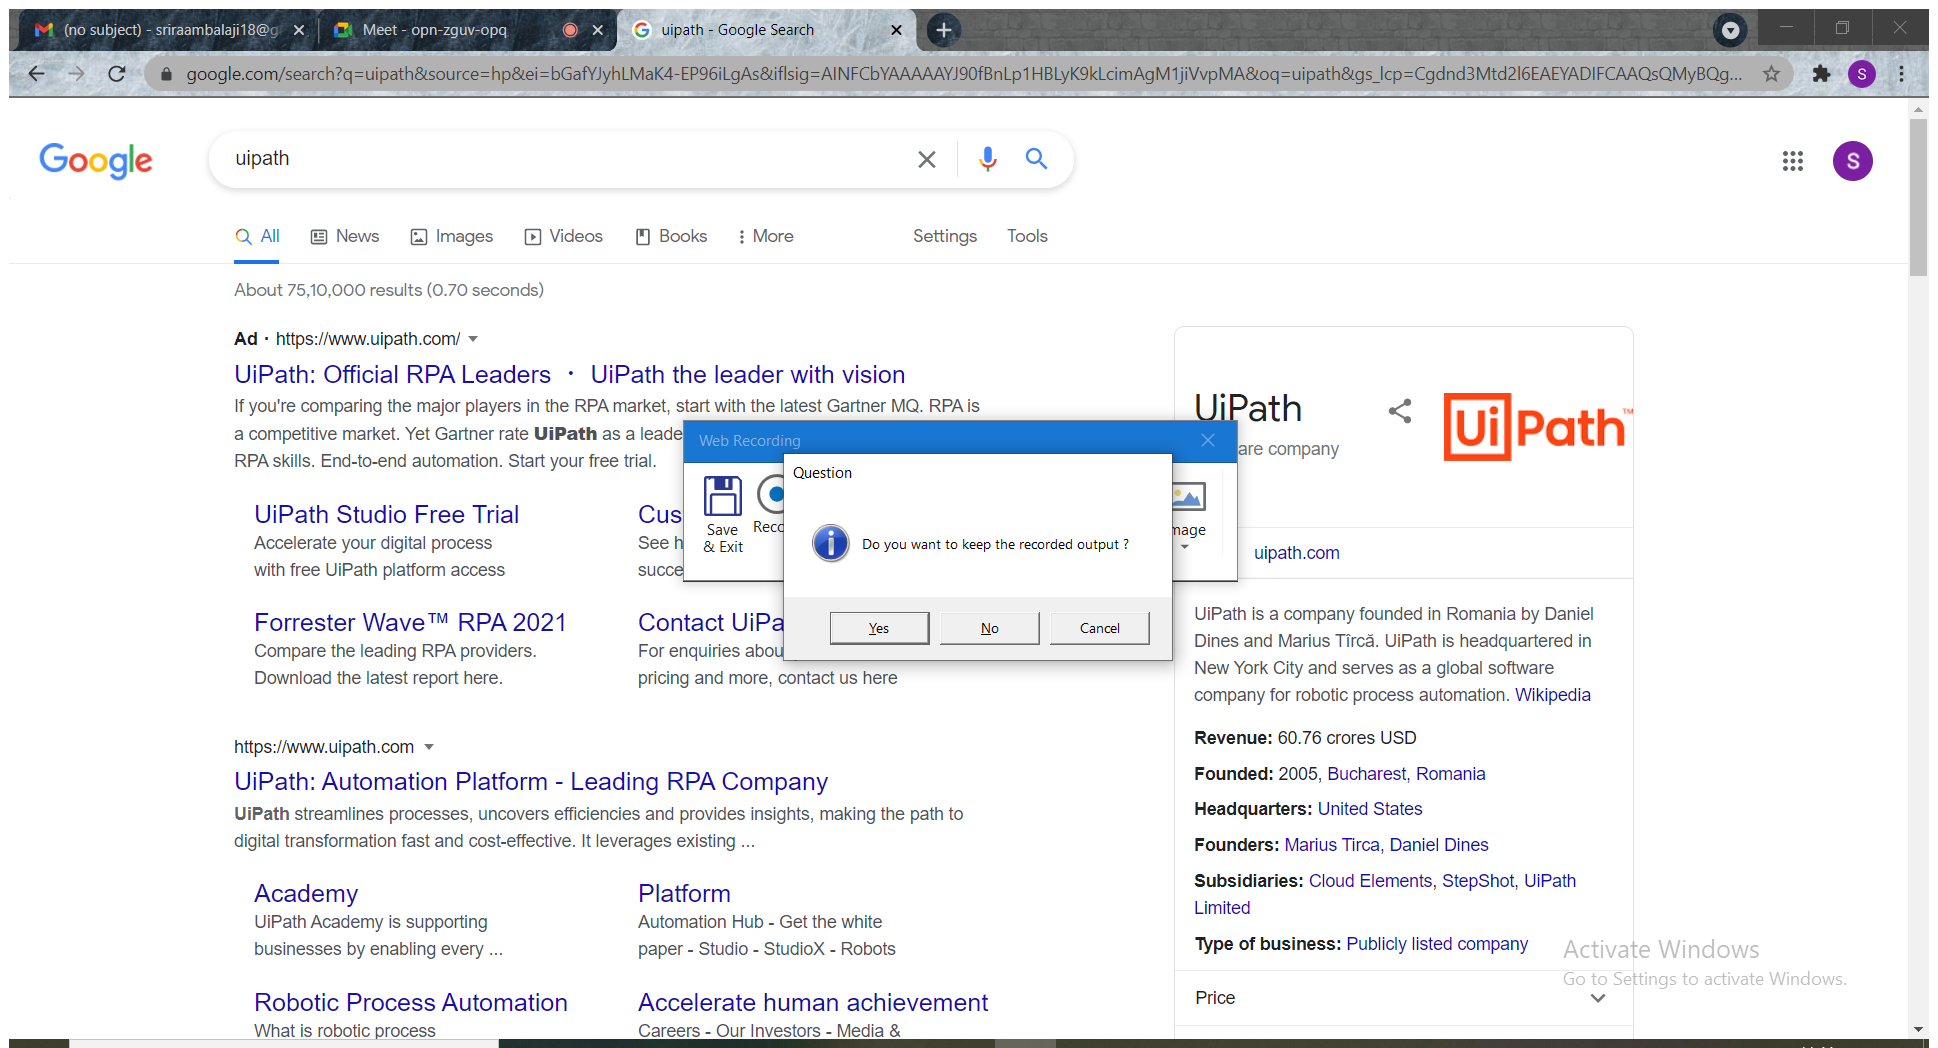 (no subject) - sriraambalaji18@g
Meet - opn-zguv-opq
uipath - Google Search
google.com/search?q=uipath&source=hp&ei=bGafYJyhLMaK4-EP96iLgAs&iflsig=AINFCbYAAAAAYJ90fBnLp1HBLyK9kLcimAgM1jiVvpMA&oq=uipath&gs_lcp=Cgdnd3Mtd2l6EAEYADIFCAAQsQMyBQg...
S
Google
uipath
S
All
News
Images
Videos
Books
More
Settings
Tools
About 75,10,000 results (0.70 seconds)
Ad · https://www.uipath.com/
UiPath: Official RPA Leaders · UiPath the leader with vision
If you're comparing the major players in the RPA market, start with the latest Gartner MQ. RPA is
a competitive market. Yet Gartner rate UiPath as a leade
RPA skills. End-to-end automation. Start your free trial.
UiPath Studio Free Trial
Accelerate your digital process
with free UiPath platform access
Cus
See h
succe
Forrester Wave™ RPA 2021
Compare the leading RPA providers.
Download the latest report here.
Contact UiPa
For enquiries abou
pricing and more, contact us here
Web Recording
Save
& Exit
Reco
mage
Question
Do you want to keep the recorded output ?
Yes
No
Cancel
https://www.uipath.com
UiPath: Automation Platform - Leading RPA Company
UiPath streamlines processes, uncovers efficiencies and provides insights, making the path to
digital transformation fast and cost-effective. It leverages existing ...
Academy
UiPath Academy is supporting
businesses by enabling every ...
Platform
Automation Hub - Get the white
paper - Studio - StudioX - Robots
Robotic Process Automation
What is robotic process
Accelerate human achievement
Careers - Our Investors - Media &
UiPath
are company
UiPath™
uipath.com
UiPath is a company founded in Romania by Daniel
Dines and Marius Tîrcă. UiPath is headquartered in
New York City and serves as a global software
company for robotic process automation. Wikipedia
Revenue: 60.76 crores USD
Founded: 2005, Bucharest, Romania
Headquarters: United States
Founders: Marius Tirca, Daniel Dines
Subsidiaries: Cloud Elements, StepShot, UiPath
Limited
Type of business: Publicly listed company
Price
Activate Windows
Go to Settings to activate Windows.